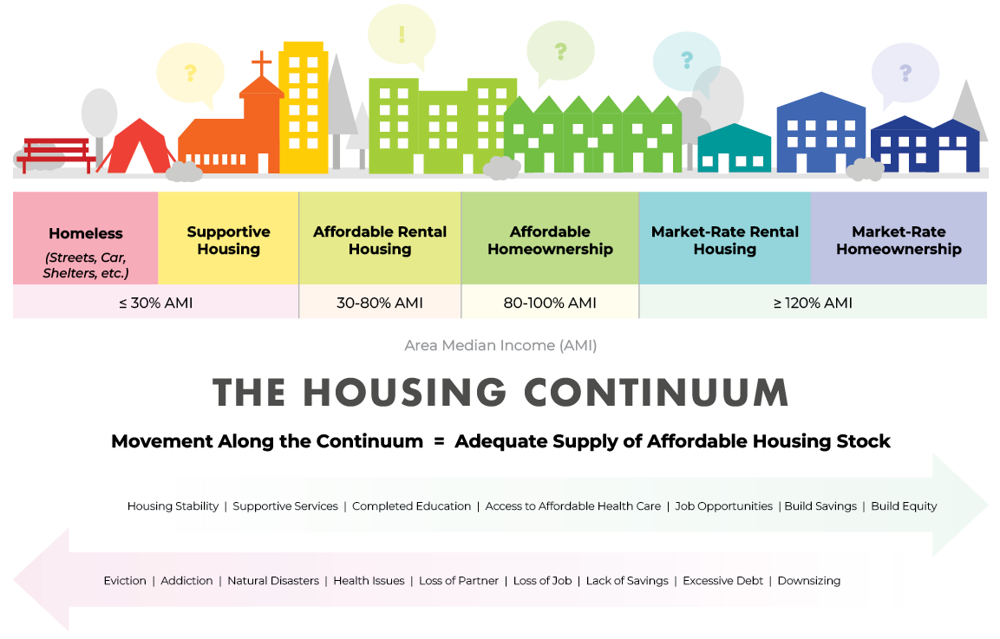 ?
!
?
?
?
Homeless
(Streets, Car,
Shelters, etc.)
Supportive
Housing
Affordable Rental
Housing
Affordable
Homeownership
Market-Rate Rental
Housing
Market-Rate
Homeownership
≤ 30% AMI
30-80% AMI
80-100% AMI
≥ 120% AMI
Area Median Income (AMI)
THE HOUSING CONTINUUM
Movement Along the Continuum = Adequate Supply of Affordable Housing Stock
Housing Stability | Supportive Services | Completed Education | Access to Affordable Health Care | Job Opportunities | Build Savings | Build Equity
Eviction | Addiction | Natural Disasters | Health Issues | Loss of Partner | Loss of Job | Lack of Savings | Excessive Debt | Downsizing